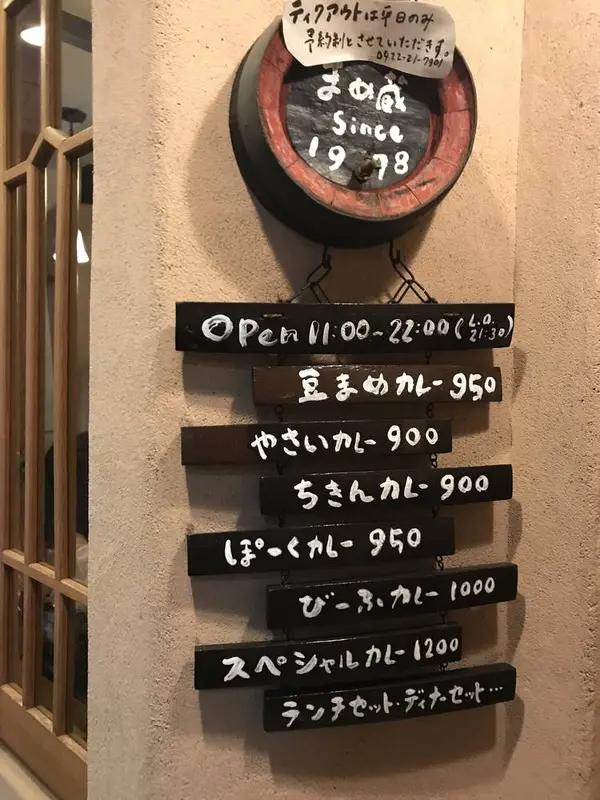 テイクアウトは平日のみ
予約制とさせていただきます。
0422-21-7901
まめ蔵
Since
1978
Open 11:00~22:00 (L.O. 21:30)
豆まめカレー 950
やさいカレー 900
ちきんカレー 900
ぽーくカレー 950
びーふカレー 1000
スペシャルカレー 1200
ランチセット・ディナーセット…